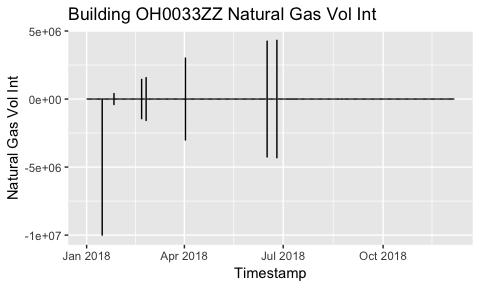 Building OH0033ZZ Natural Gas Vol Int
Natural Gas Vol Int
5e+06
0e+00
-5e+06
-1e+07
Jan 2018 Apr 2018 Jul 2018 Oct 2018
Timestamp